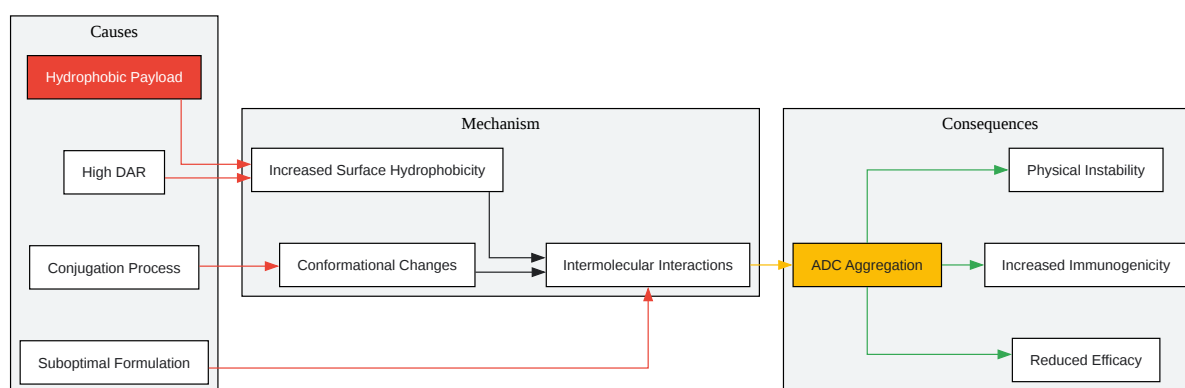 Causes
Hydrophobic Payload
High DAR
Conjugation Process
Suboptimal Formulation
Mechanism
Increased Surface Hydrophobicity
Conformational Changes
Intermolecular Interactions
Consequences
ADC Aggregation
Physical Instability
Increased Immunogenicity
Reduced Efficacy